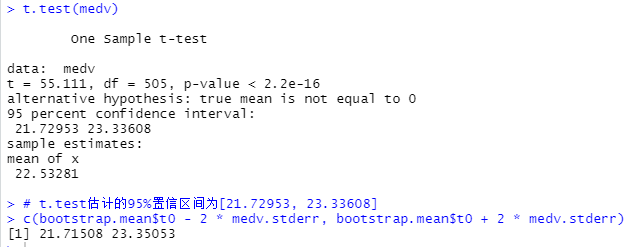 > t.test(medv)
One Sample t-test
data:  medv
t = 55.111, df = 505, p-value < 2.2e-16
alternative hypothesis: true mean is not equal to 0
95 percent confidence interval:
21.72953 23.33608
sample estimates:
mean of x
22.53281
> # t.test估计的95%置信区间为[21.72953, 23.33608]
> c(bootstrap.mean$t0 - 2 * medv.stderr, bootstrap.mean$t0 + 2 * medv.stderr)
[1] 21.71508 23.35053